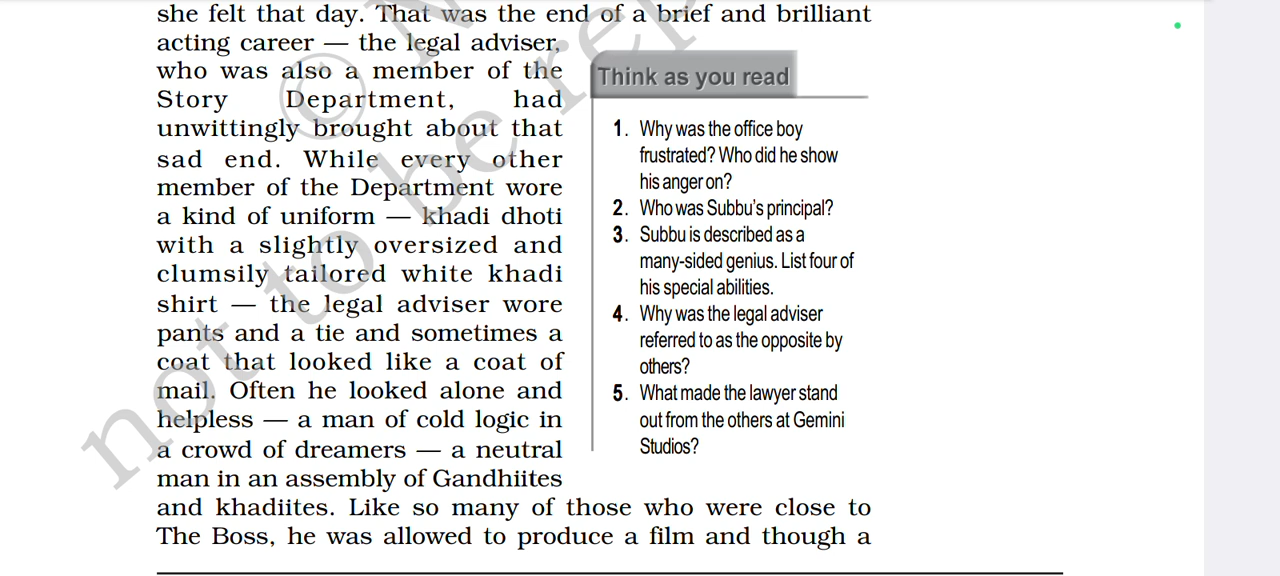 she felt that day. That was the end of a brief and brilliant
acting career — the legal adviser,
who was also a member of the
Story Department, had
unwittingly brought about that
sad end. While every other
member of the Department wore
a kind of uniform — khadi dhoti
with a slightly oversized and
clumsily tailored white khadi
shirt — the legal adviser wore
pants and a tie and sometimes a
coat that looked like a coat of
mail. Often he looked alone and
helpless — a man of cold logic in
a crowd of dreamers — a neutral
man in an assembly of Gandhiites
and khadiites. Like so many of those who were close to
The Boss, he was allowed to produce a film and though a
Think as you read
1. Why was the office boy
frustrated? Who did he show
his anger on?
2. Who was Subbu's principal?
3. Subbu is described as a
many-sided genius. List four of
his special abilities.
4. Why was the legal adviser
referred to as the opposite by
others?
5. What made the lawyer stand
out from the others at Gemini
Studios?
© N
not to be rep